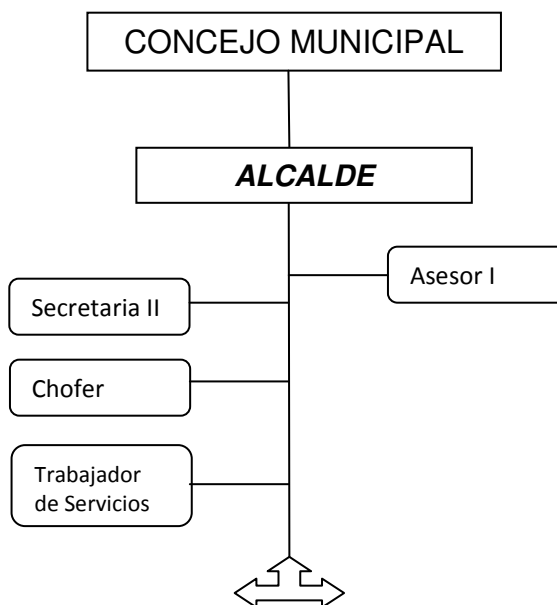 CONCEJO MUNICIPAL
ALCALDE
Asesor I
Secretaria II
Chofer
Trabajador
de Servicios